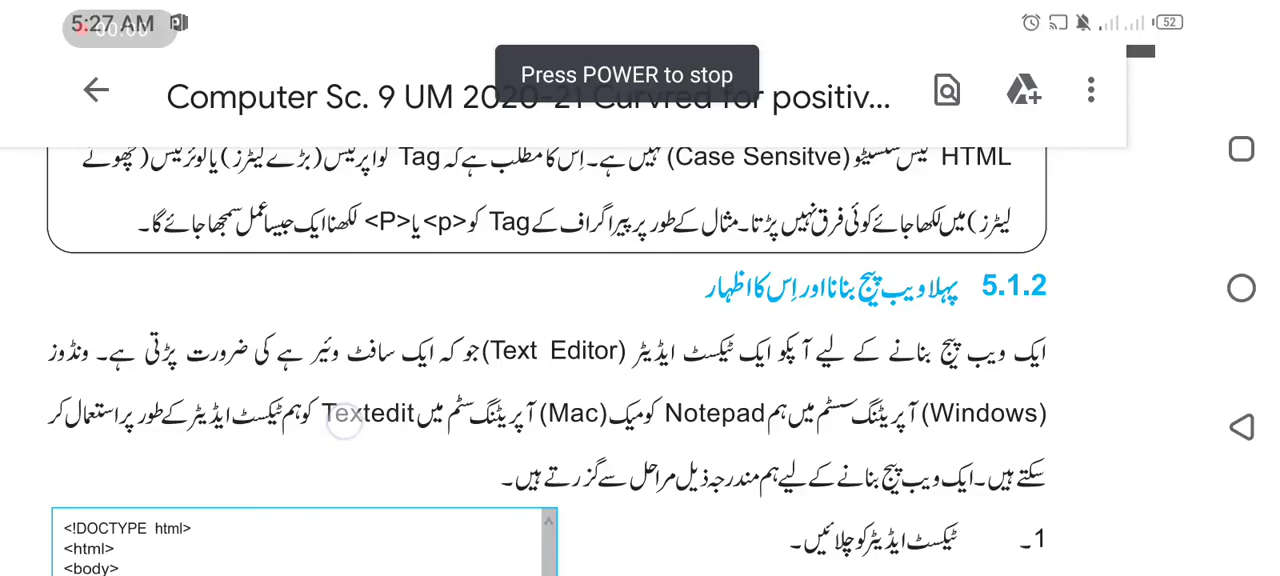 5:27 AM
00:00
52
Press POWER to stop
Computer Sc. 9 UM 2020-21 Curvred for positiv...
HTML کیس سنسیٹو (Case Sensitve) نہیں ہے۔ اِس کا مطلب ہے کہ Tag کو اَپر کیس (بڑے لیٹرز) یا لوئر کیس (چھوٹے
لیٹرز) میں لکھا جائے کوئی فرق نہیں پڑتا۔ مثال کے طور پر پیراگراف کے Tag کو <p> یا <P> لکھنا ایک جیسا عمل سمجھا جائے گا۔
5.1.2 پہلا ویب پیج بنانا اور اِس کا اظہار
ایک ویب پیج بنانے کے لیے آپکو ایک ٹیکسٹ ایڈیٹر (Text Editor) جو کہ ایک سافٹ وئیر ہے کی ضرورت پڑتی ہے۔ ونڈوز
(Windows) آپریٹنگ سسٹم میں ہم Notepad کو میک (Mac) آپریٹنگ سٹم میں Textedit کو ہم ٹیکسٹ ایڈیٹر کے طور پر استعمال کر
سکتے ہیں۔ ایک ویب پیج بنانے کے لیے ہم مندرجہ ذیل مراحل سے گزرتے ہیں۔
1۔ ٹیکسٹ ایڈیٹر کو چلائیں۔
<!DOCTYPE html>
<html>
<body>